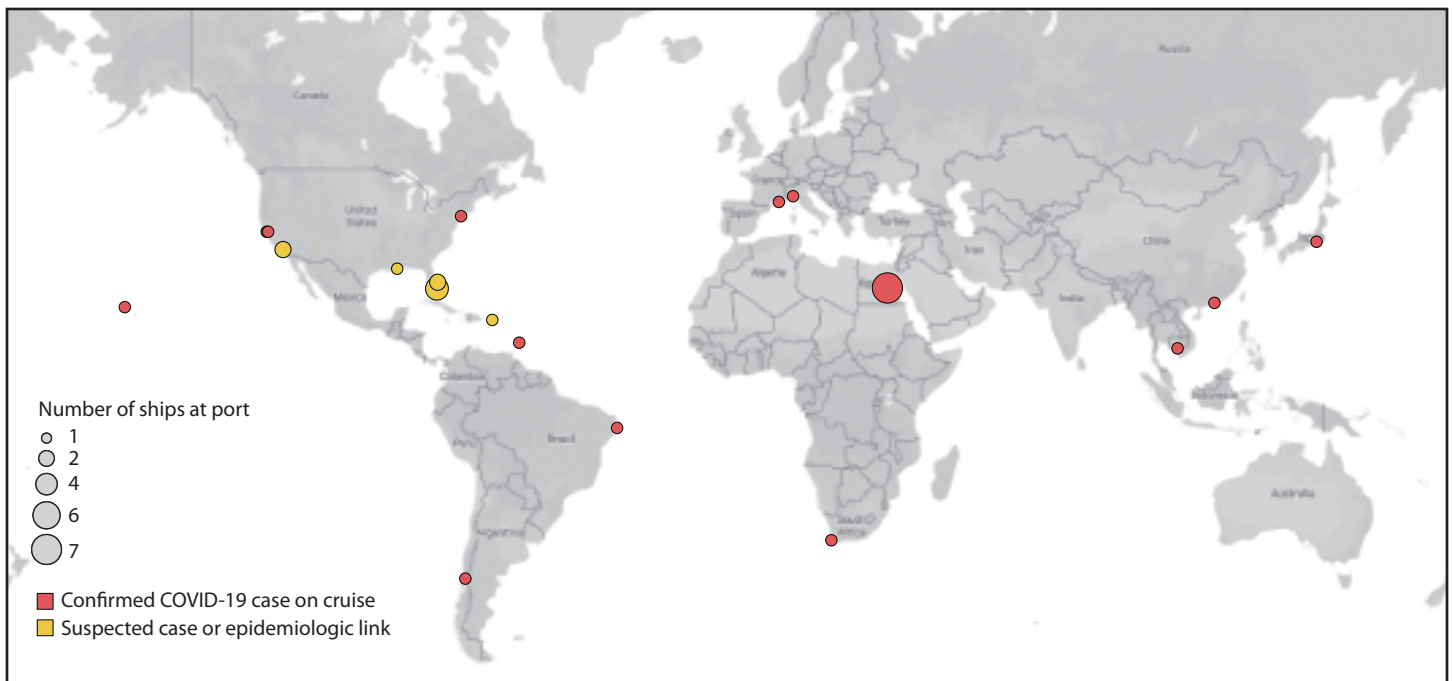 Russia
Canada
France
United
States
Spain
Turkey
Iran
China
Algeria
Mexico
India
Colombia
Indonesia
Number of ships at port
1
Peru
Brazil
2
4
Australia
6
South
Africa
Argentina
7
Confirmed COVID-19 case on cruise
Suspected case or epidemiologic link